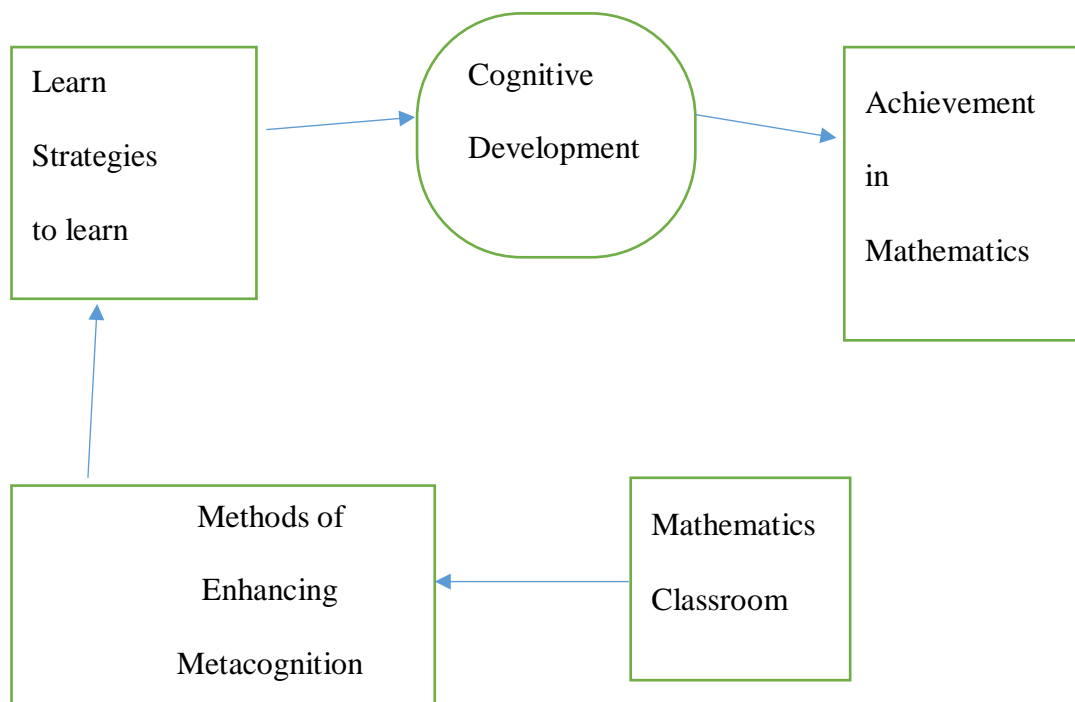 Learn
Strategies
to learn
Cognitive
Development
Achievement
in
Mathematics
Methods of
Enhancing
Metacognition
Mathematics
Classroom